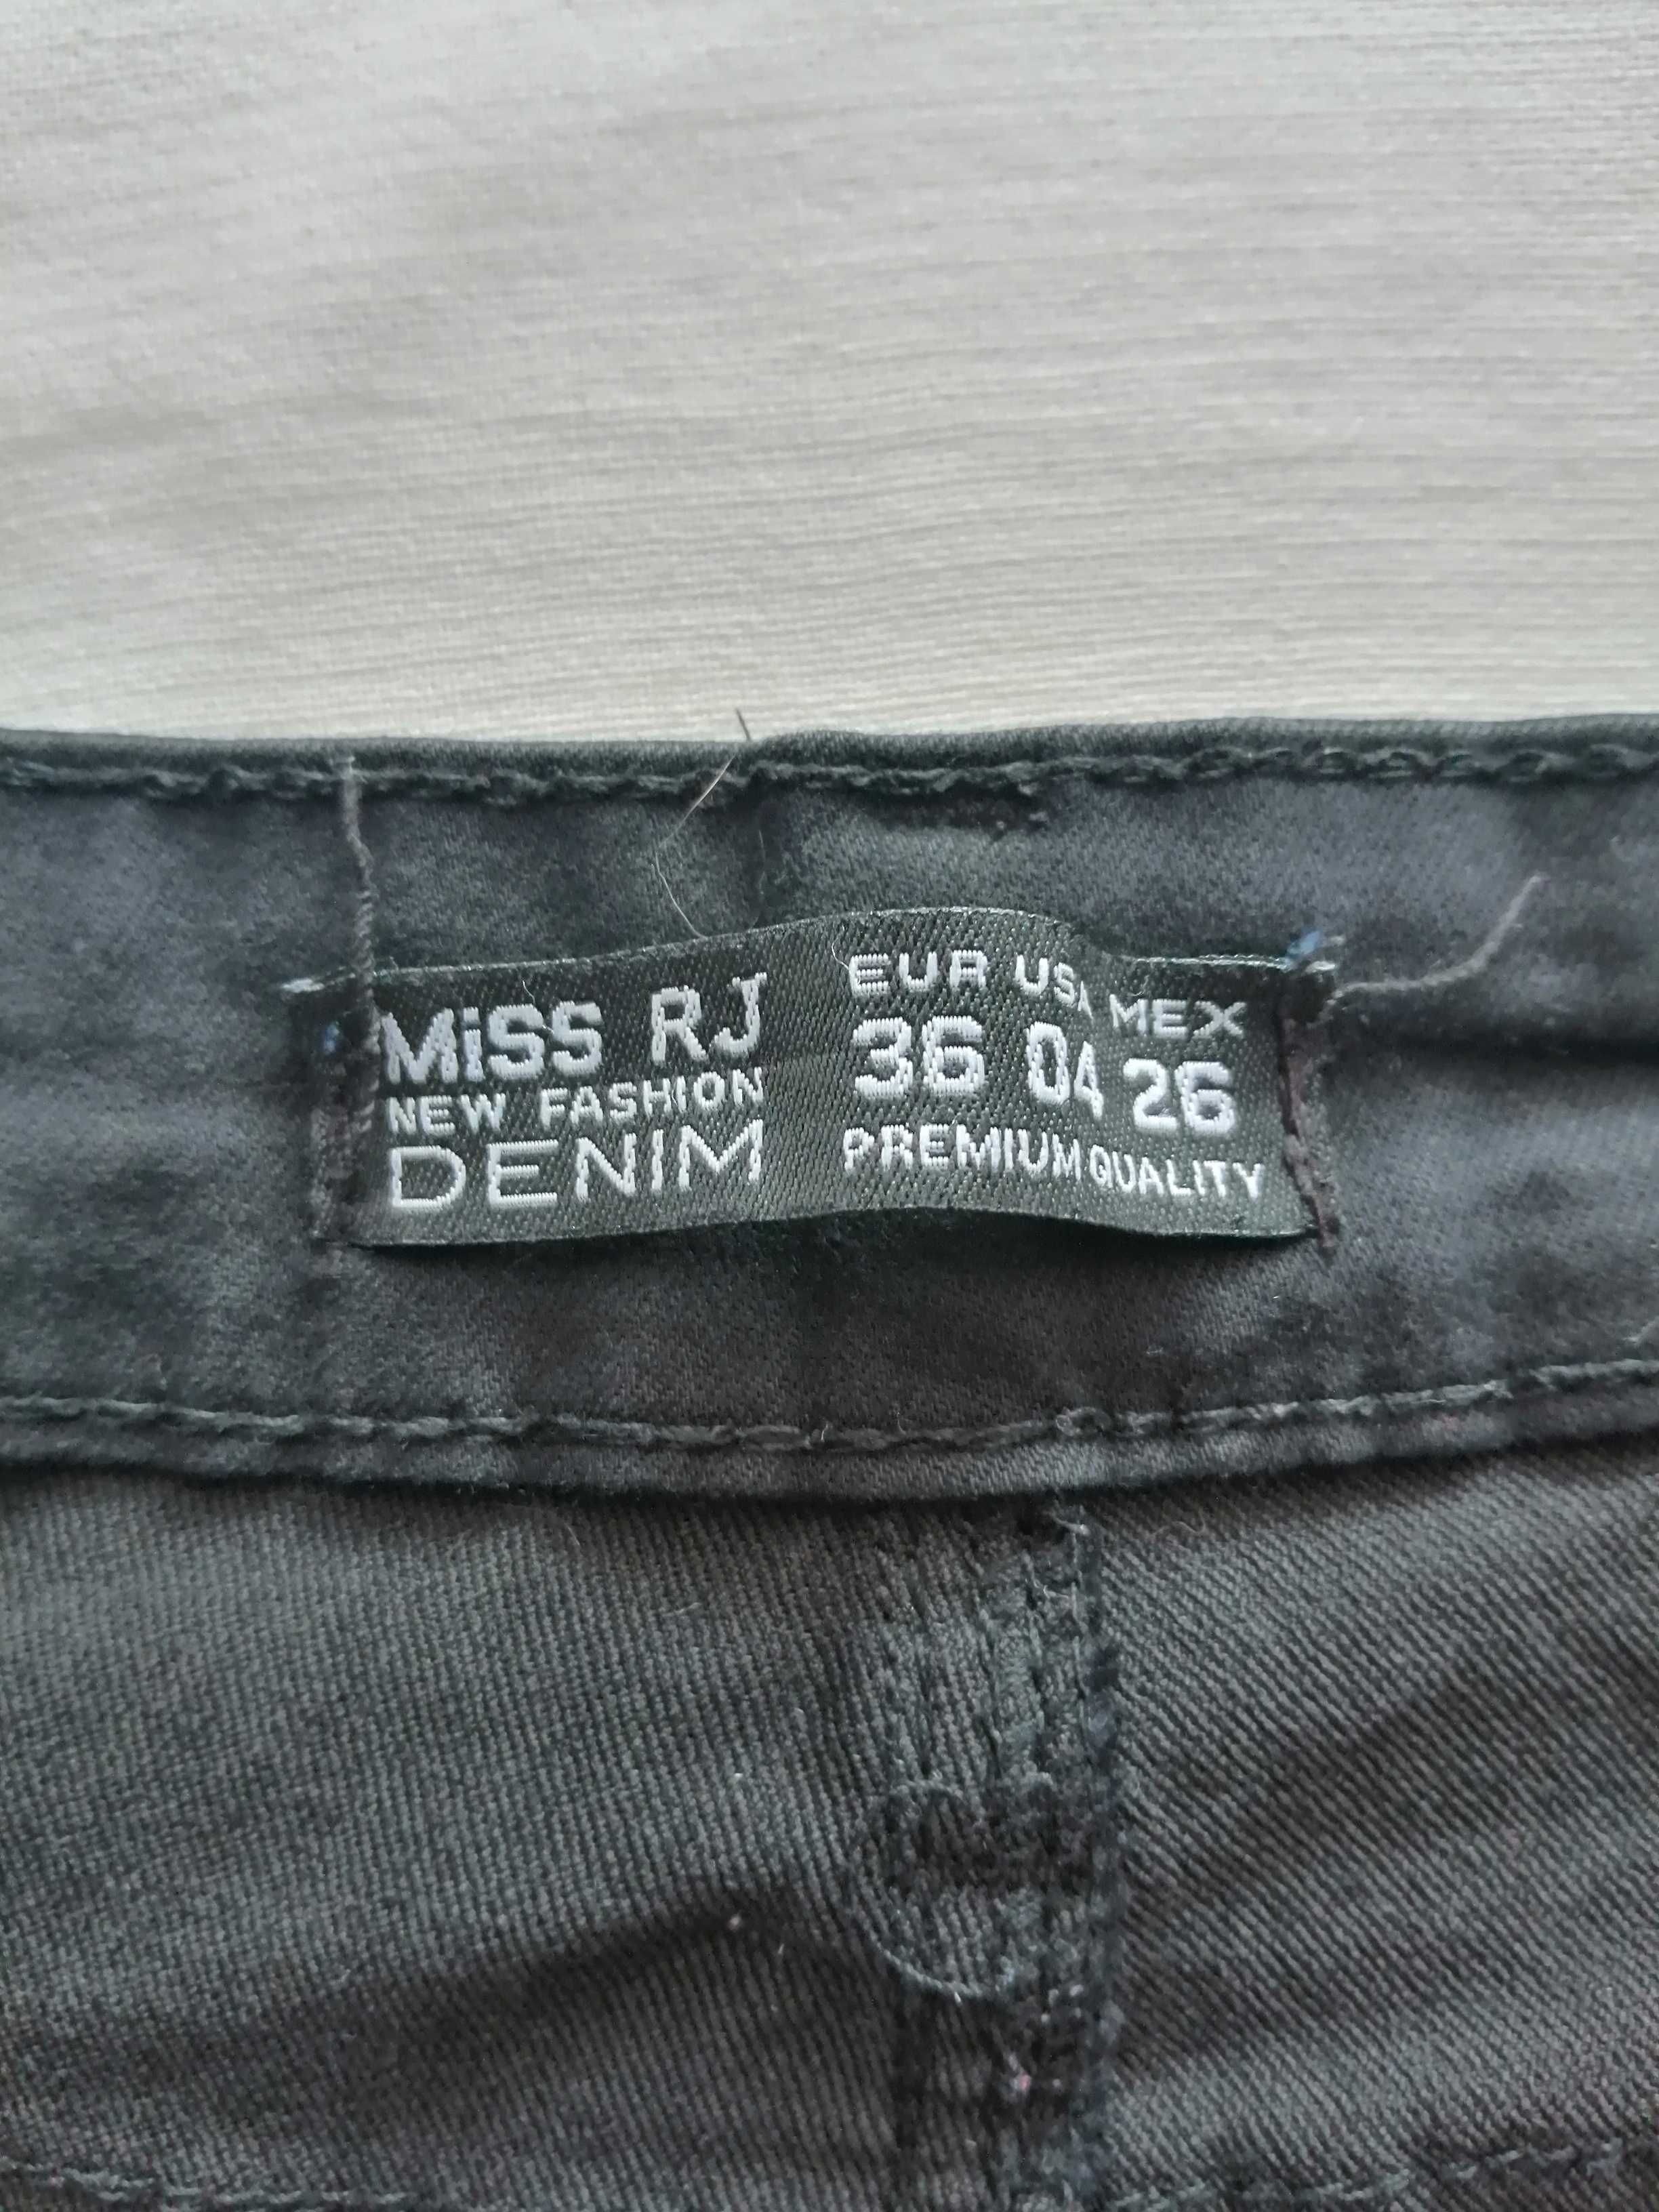 MiSS RJ
NEW FASHION
DENIM
EUR USA MEX
36 04 26
PREMIUM QUALITY